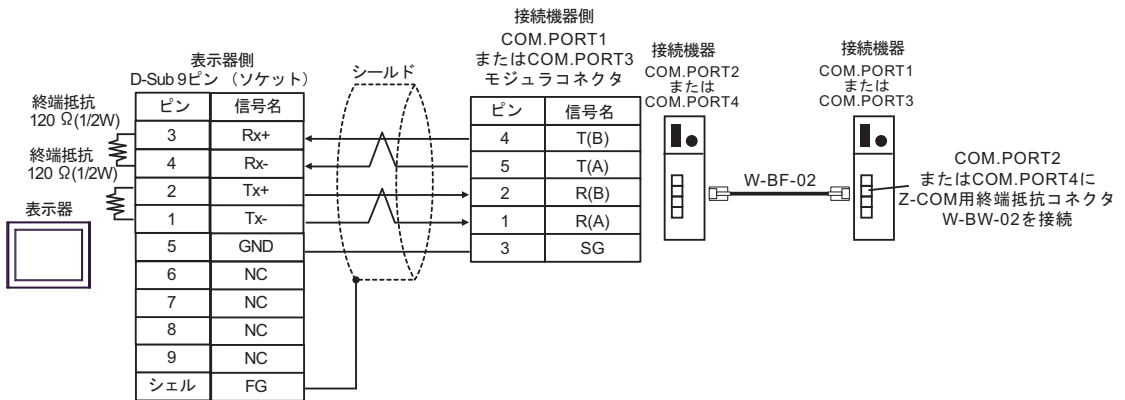 表示器側
D-Sub 9ピン (ソケット)
シールド
接続機器側
COM.PORT1
またはCOM.PORT3
モジュラコネクタ
接続機器
COM.PORT2
または
COM.PORT4
接続機器
COM.PORT1
または
COM.PORT3
終端抵抗
120 Ω(1/2W)
終端抵抗
120 Ω(1/2W)
表示器
ピン 信号名
3 Rx+
4 Rx-
2 Tx+
1 Tx-
5 GND
6 NC
7 NC
8 NC
9 NC
シェル FG
ピン 信号名
4 T(B)
5 T(A)
2 R(B)
1 R(A)
3 SG
W-BF-02
COM.PORT2
またはCOM.PORT4に
Z-COM用終端抵抗コネクタ
W-BW-02を接続